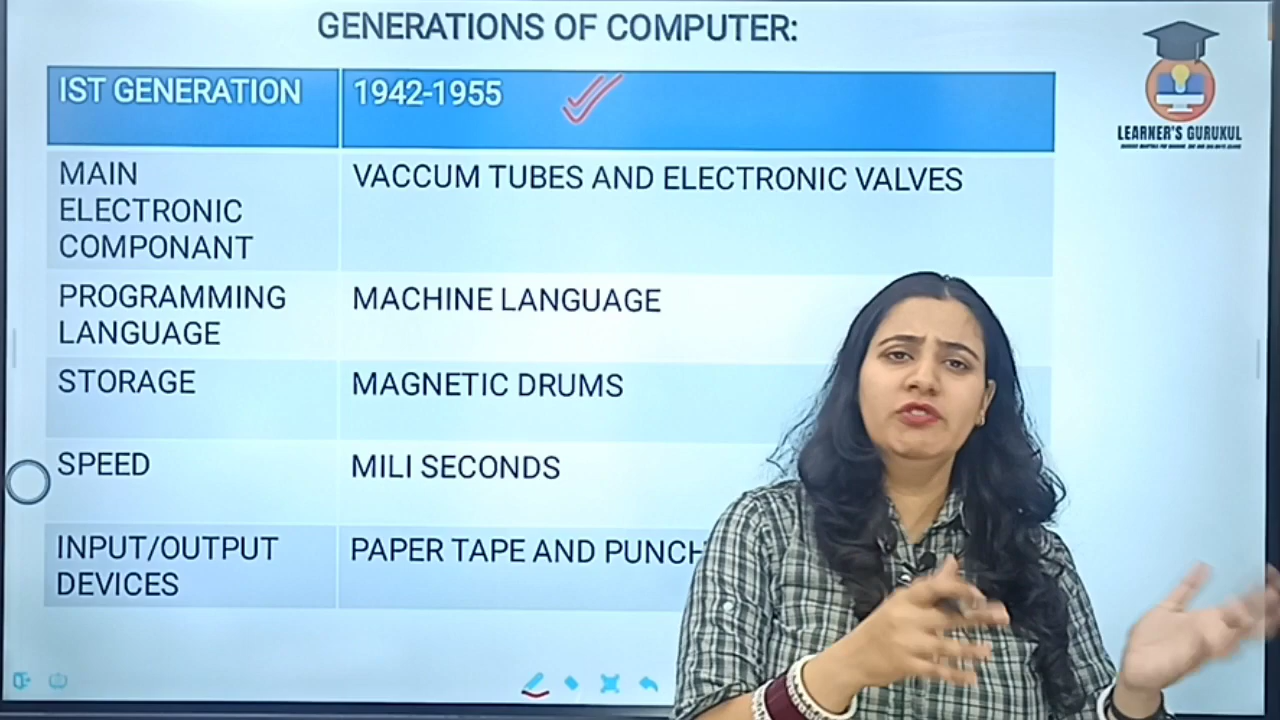 GENERATIONS OF COMPUTER:
IST GENERATION
1942-1955
MAIN
ELECTRONIC
COMPONANT
VACCUM TUBES AND ELECTRONIC VALVES
PROGRAMMING
LANGUAGE
MACHINE LANGUAGE
STORAGE
MAGNETIC DRUMS
SPEED
MILI SECONDS
INPUT/OUTPUT
DEVICES
PAPER TAPE AND PUNCH
LEARNER'S GURUKUL